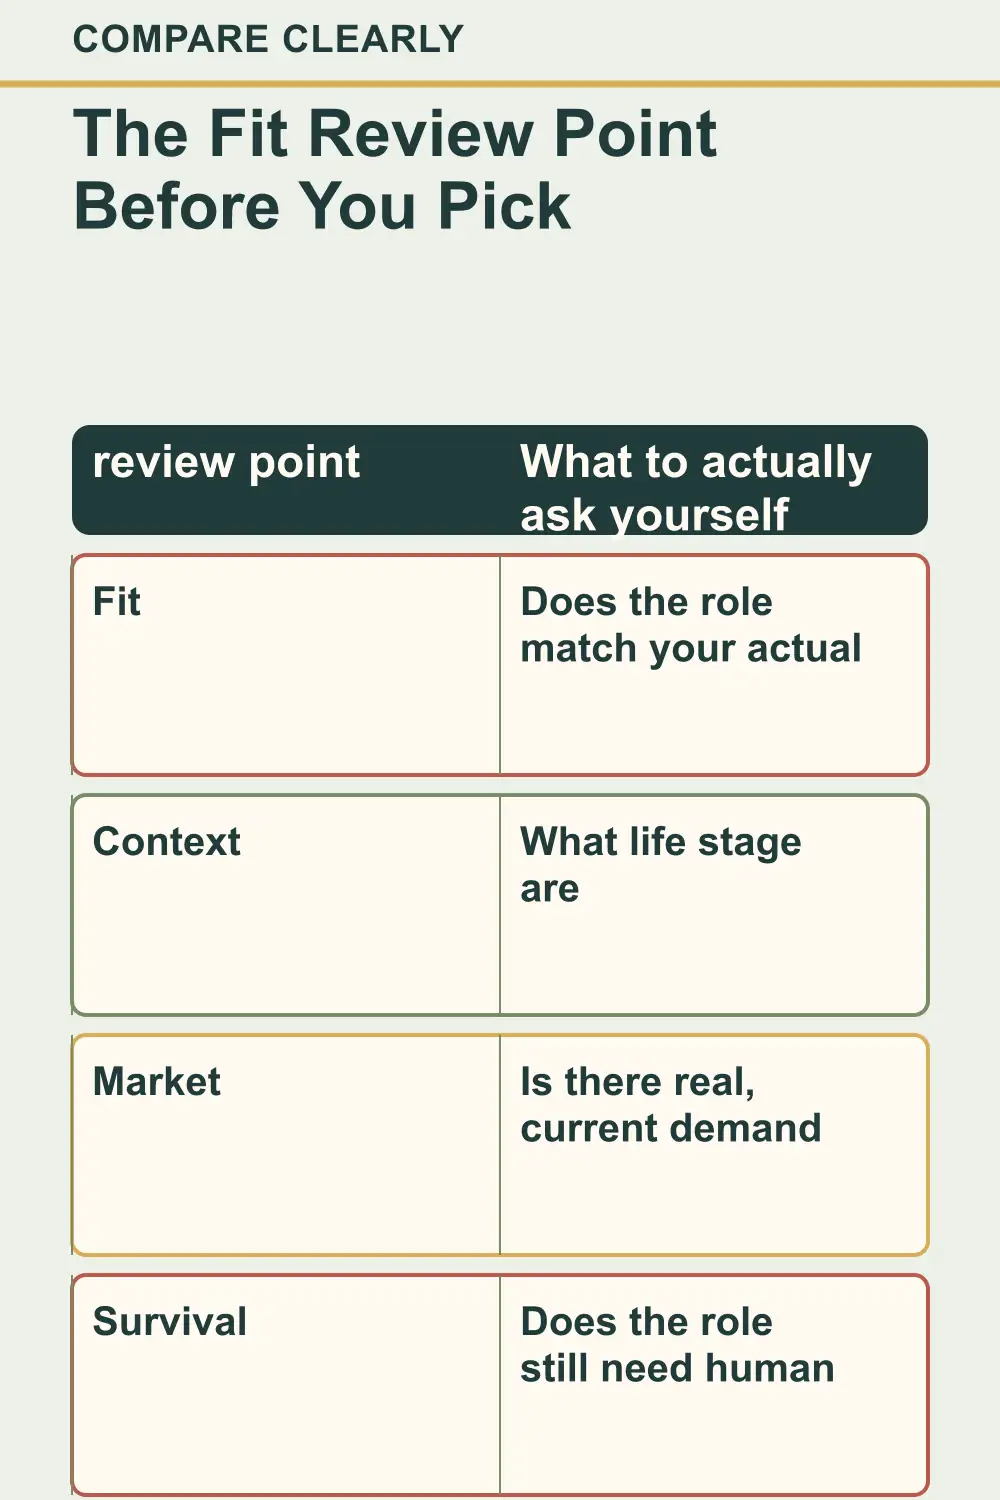 COMPARE CLEARLY
The Fit Review Point
Before You Pick
review point
What to actually
ask yourself
Fit
Does the role
match your actual
Context
What life stage
are
Market
Is there real,
current demand
Survival
Does the role
still need human